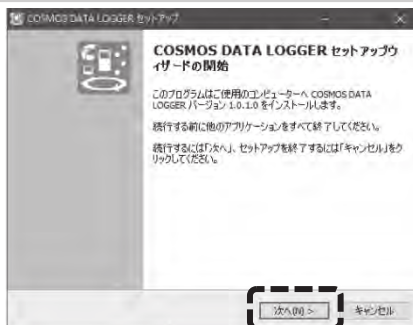 COSMOS DATA LOGGER セットアップ
COSMOS DATA LOGGER セットアップウ
ィザードの開始
このプログラムはご使用のコンピューターへ COSMOS DATA
LOGGER バージョン 1.0.1.0 をインストールします。
続行する前に他のアプリケーションをすべて終了してください。
続行するには「次へ」、セットアップを終了するには「キャンセル」をク
リックしてください。
次へ(N) >
キャンセル